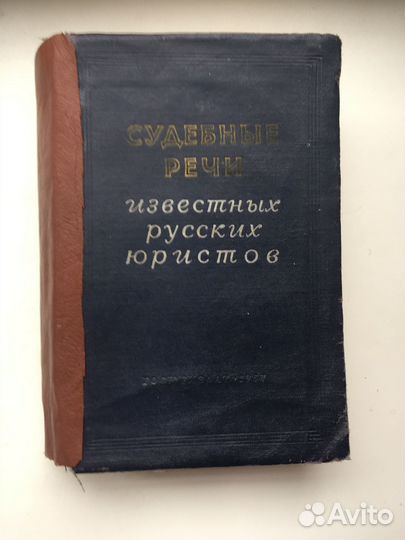 СУДЕБНЫЕ
РЕЧИ
известных
русских
юристов
Avito